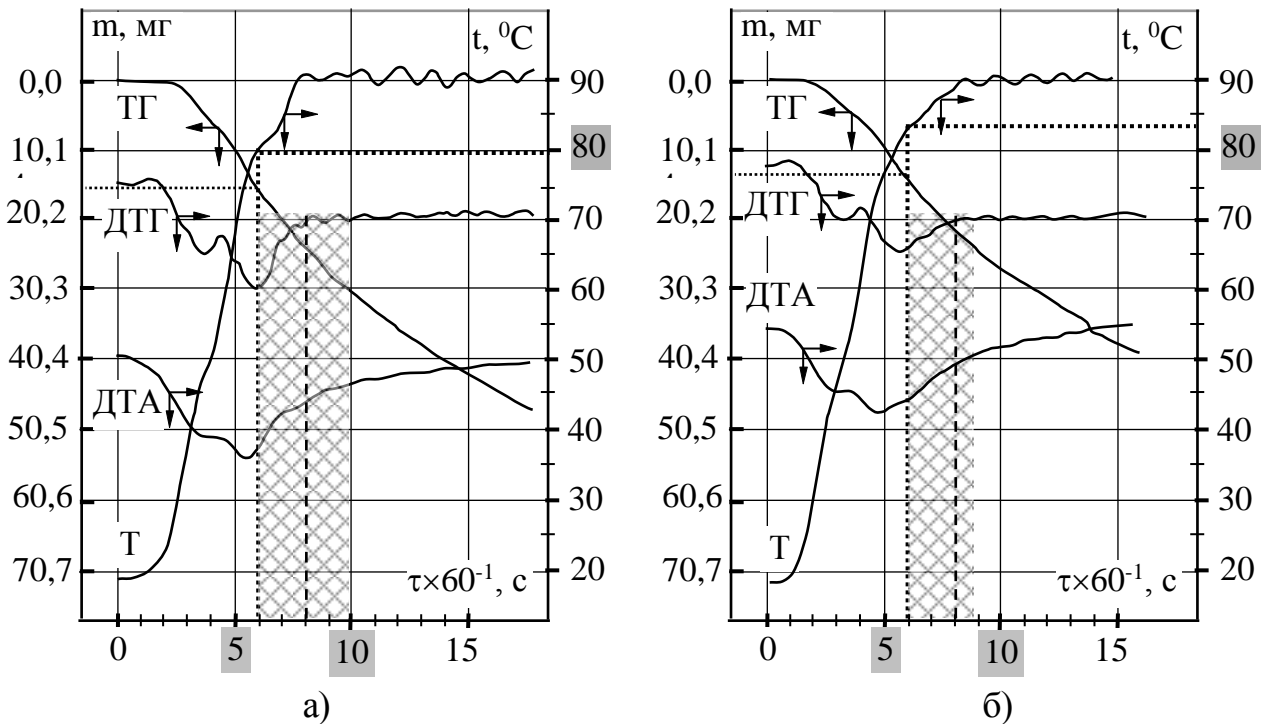 m, мг t, ⁰C
0,0 90
ТГ
10,1 80
20,2 ДТГ 70
30,3 60
40,4 50
ДТА
50,5 40
60,6 30
Т
70,7 20
τ×60⁻¹, с
0 5 10 15
а)
m, мг t, ⁰C
0,0 90
ТГ
10,1 80
ДТГ
20,2 70
30,3 ДТА 60
40,4 50
50,5 40
60,6 30
Т
70,7 20
τ×60⁻¹, с
0 5 10 15
б)